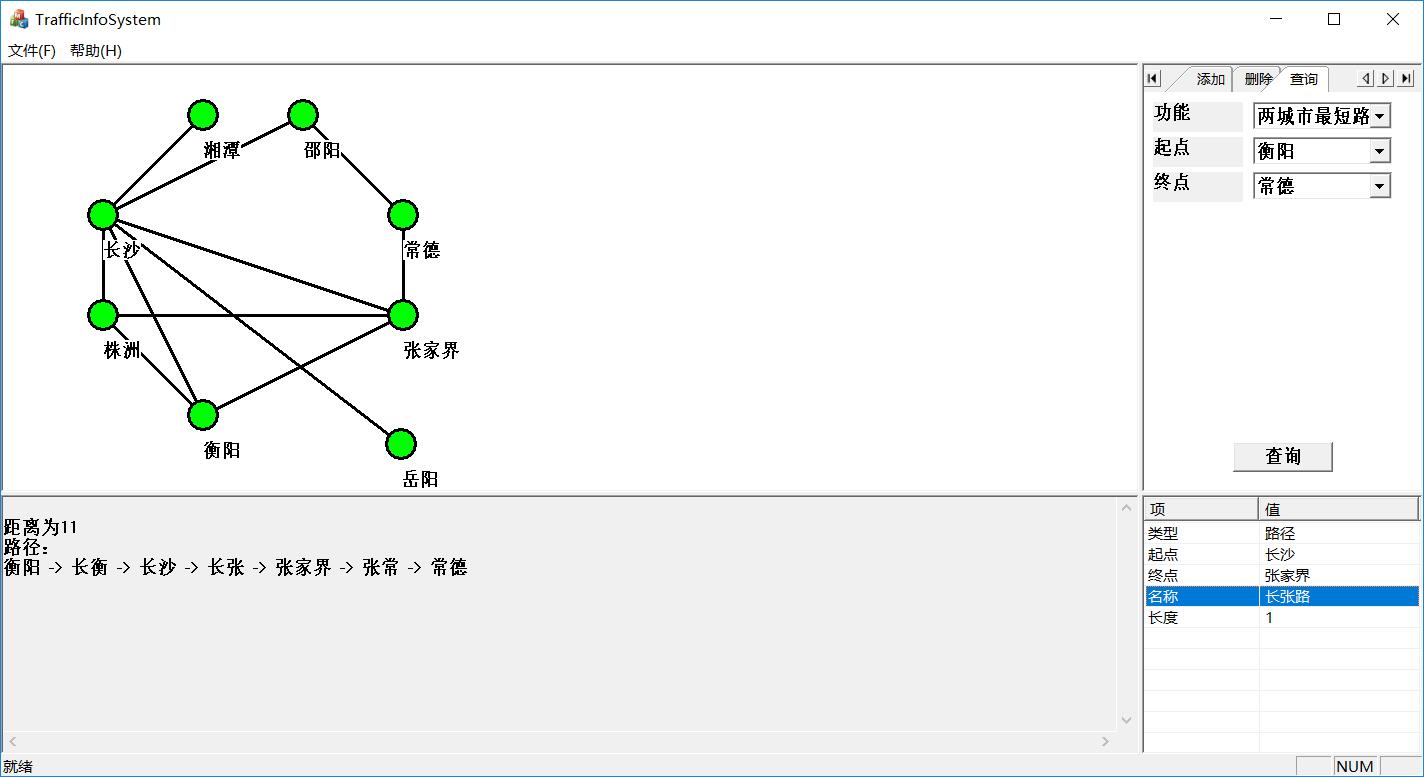 TrafficInfoSystem
文件(F) 帮助(H)
湘潭
邵阳
长沙
常德
株洲
张家界
衡阳
岳阳
添加 删除 查询
功能 两城市最短路
起点 衡阳
终点 常德
查询
距离为11
路径：
衡阳 -> 长衡 -> 长沙 -> 长张 -> 张家界 -> 张常 -> 常德
项 值
类型 路径
起点 长沙
终点 张家界
名称 长张路
长度 1
就绪
NUM